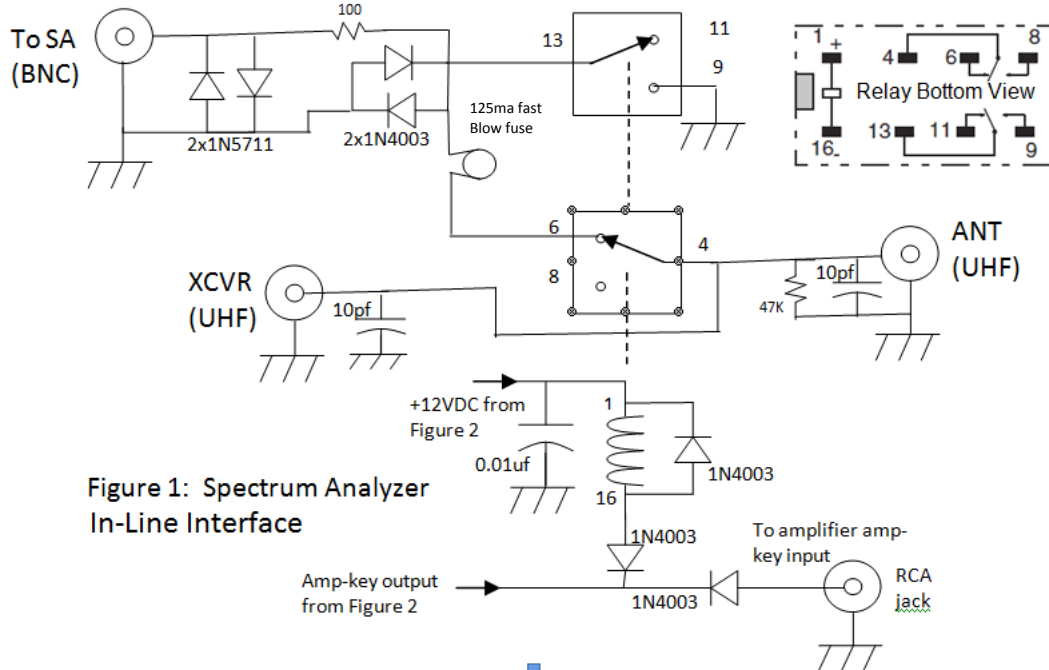 100
To SA
(BNC)
2x1N5711
2x1N4003
125ma fast
Blow fuse
13
11
9
1
+
4
6
8
Relay Bottom View
16-
13
11
9
6
4
8
XCVR
(UHF)
10pf
47K
10pf
ANT
(UHF)
+12VDC from
Figure 2
1
0.01uf
16
1N4003
Figure 1:  Spectrum Analyzer
In-Line Interface
1N4003
Amp-key output
from Figure 2
1N4003
To amplifier amp-
key input
RCA
jack